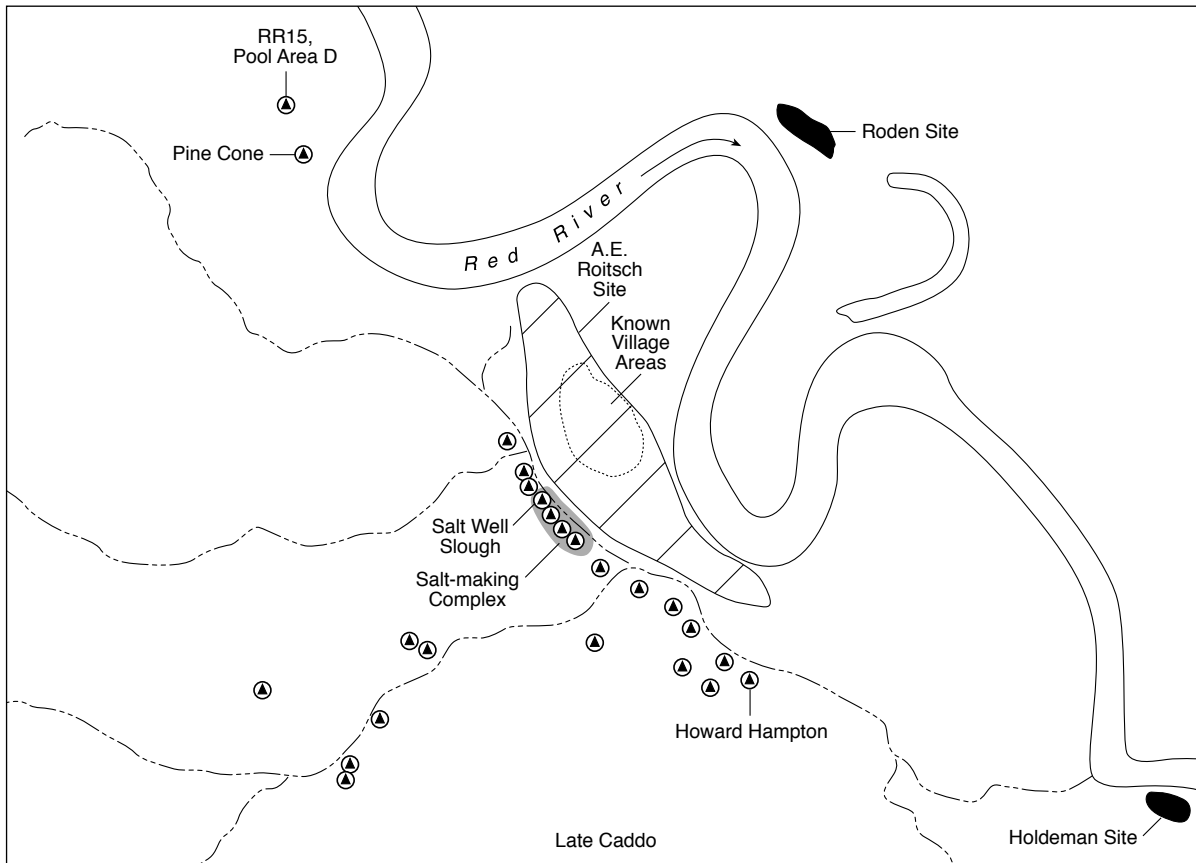 RR15,
Pool Area D
Pine Cone
Roden Site
Red River
A.E.
Roitsch
Site
Known
Village
Areas
Salt Well
Slough
Salt-making
Complex
Howard Hampton
Late Caddo
Holdeman Site